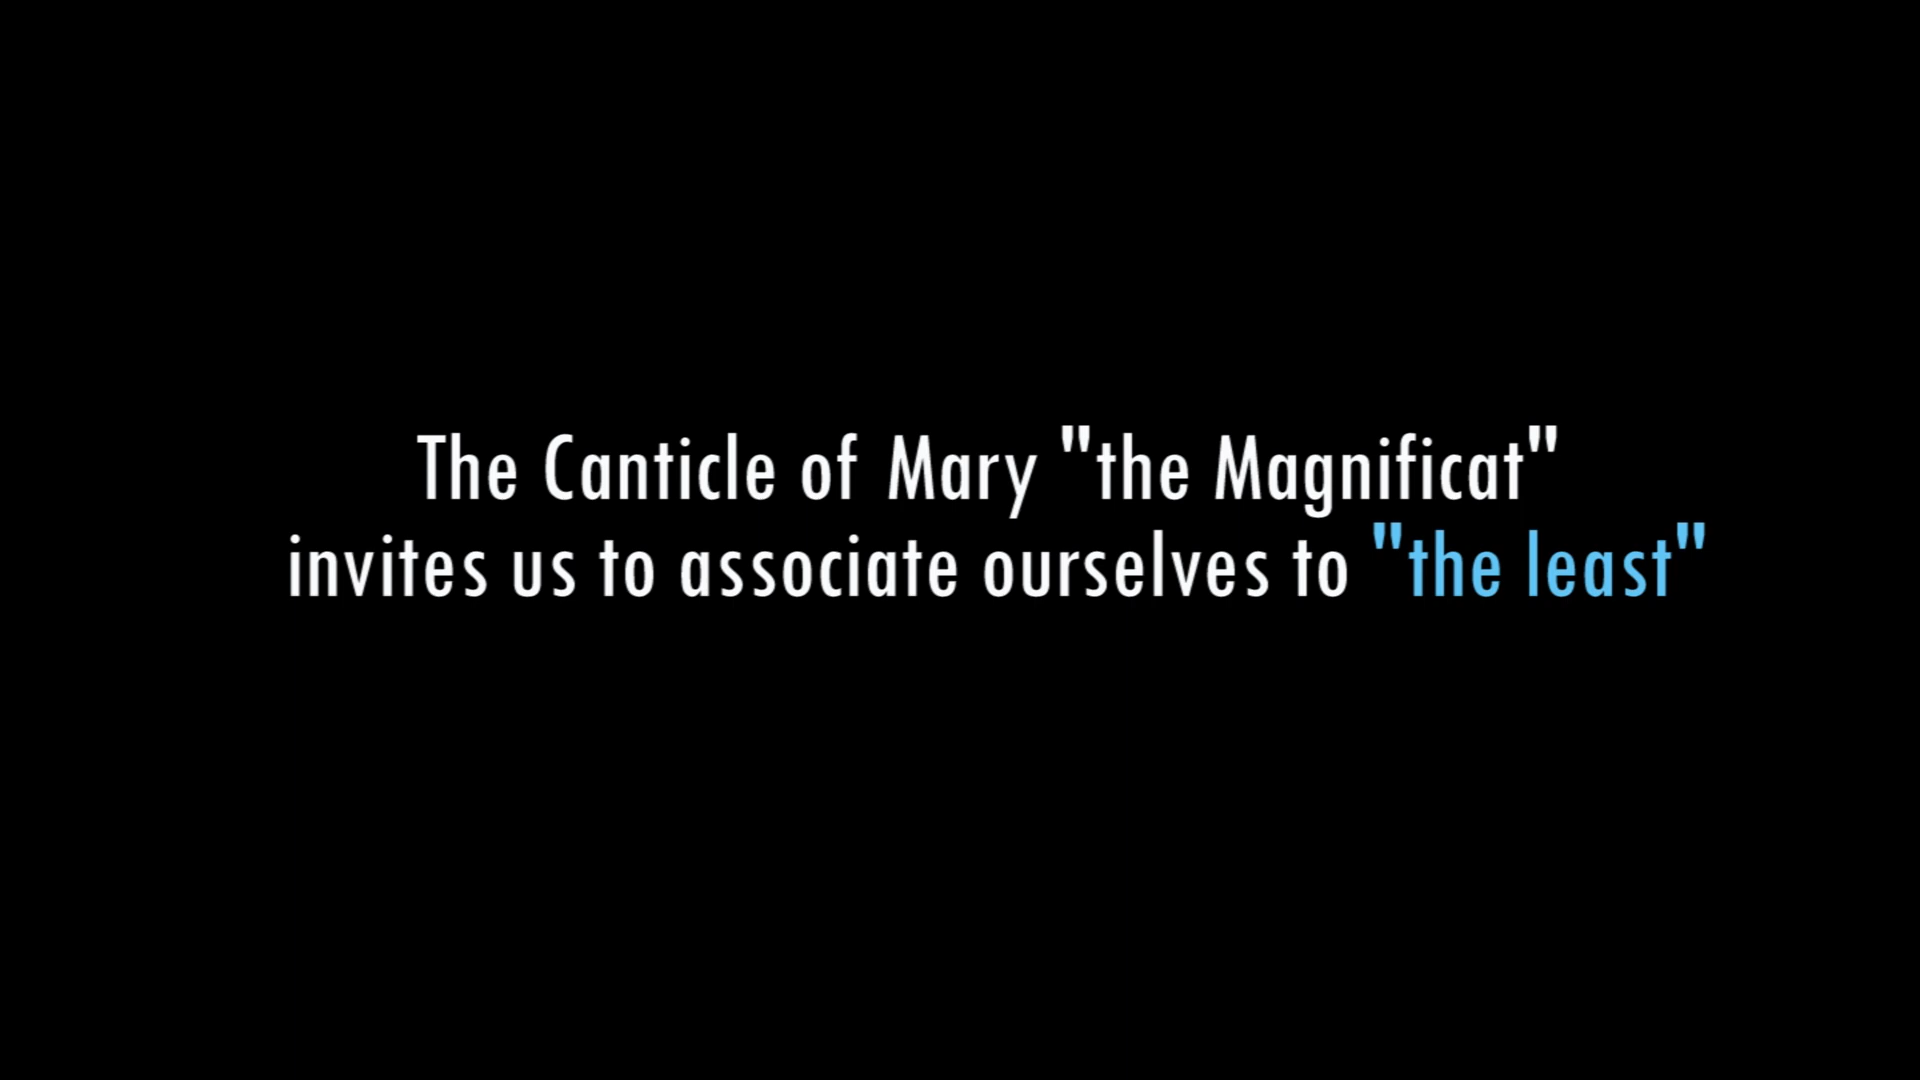 The Canticle of Mary "the Magnificat"
invites us to associate ourselves to "the least"